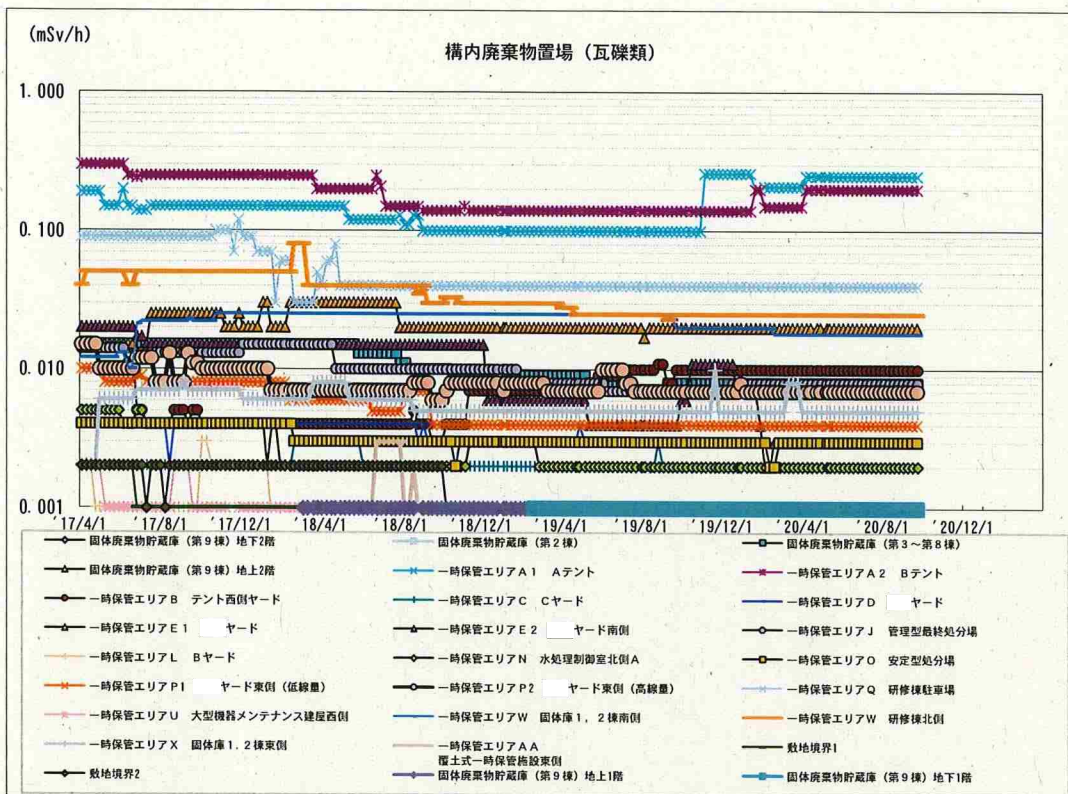 (mSv/h)
構内廃棄物置場（瓦礫類）
1.000
0.100
0.010
0.001
17/4/1 17/8/1 17/12/1 18/4/1 18/8/1 18/12/1 19/4/1 19/8/1 19/12/1 20/4/1 20/8/1 20/12/1
固体廃棄物貯蔵庫（第9棟）地下2階 固体廃棄物貯蔵庫（第2棟） 固体廃棄物貯蔵庫（第3～第8棟）
固体廃棄物貯蔵庫（第9棟）地上2階 一時保管エリアA1 Aテント 一時保管エリアA2 Bテント
一時保管エリアB テント西側ヤード 一時保管エリアC Cヤード 一時保管エリアD ヤード
一時保管エリアE1 ヤード 一時保管エリアE2 ヤード南側 一時保管エリアJ 管理型最終処分場
一時保管エリアL Bヤード 一時保管エリアN 水処理制御室北側A 一時保管エリアO 安定型処分場
一時保管エリアP1 ヤード東側（低線量） 一時保管エリアP2 ヤード東側（高線量） 一時保管エリアQ 研修棟駐車場
一時保管エリアU 大型機器メンテナンス建屋西側 一時保管エリアW 固体庫1，2棟南側 一時保管エリアW 研修棟北側
一時保管エリアX 固体庫1.2棟東側 一時保管エリアAA 敷地境界1
覆土式一時保管施設東側
敷地境界2 固体廃棄物貯蔵庫（第9棟）地上1階 固体廃棄物貯蔵庫（第9棟）地下1階